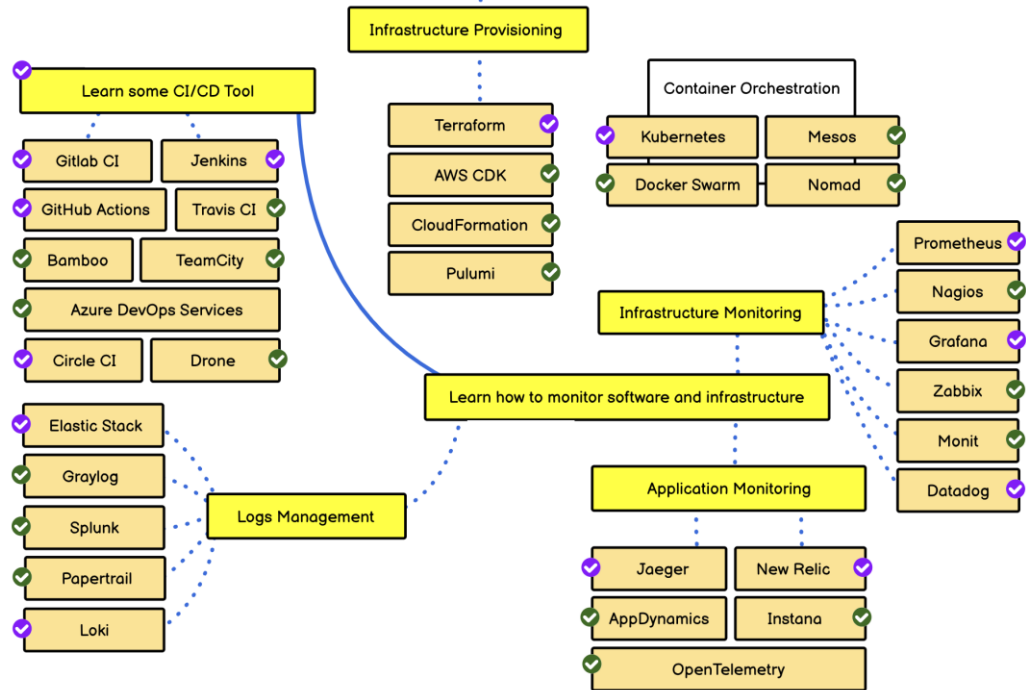 Infrastructure Provisioning
Learn some CI/CD Tool
Container Orchestration
Terraform
AWS CDK
CloudFormation
Pulumi
Kubernetes
Mesos
Docker Swarm
Nomad
Gitlab CI
Jenkins
GitHub Actions
Travis CI
Bamboo
TeamCity
Azure DevOps Services
Circle CI
Drone
Infrastructure Monitoring
Prometheus
Nagios
Grafana
Zabbix
Monit
Datadog
Learn how to monitor software and infrastructure
Elastic Stack
Graylog
Splunk
Papertrail
Loki
Logs Management
Application Monitoring
Jaeger
New Relic
AppDynamics
Instana
OpenTelemetry